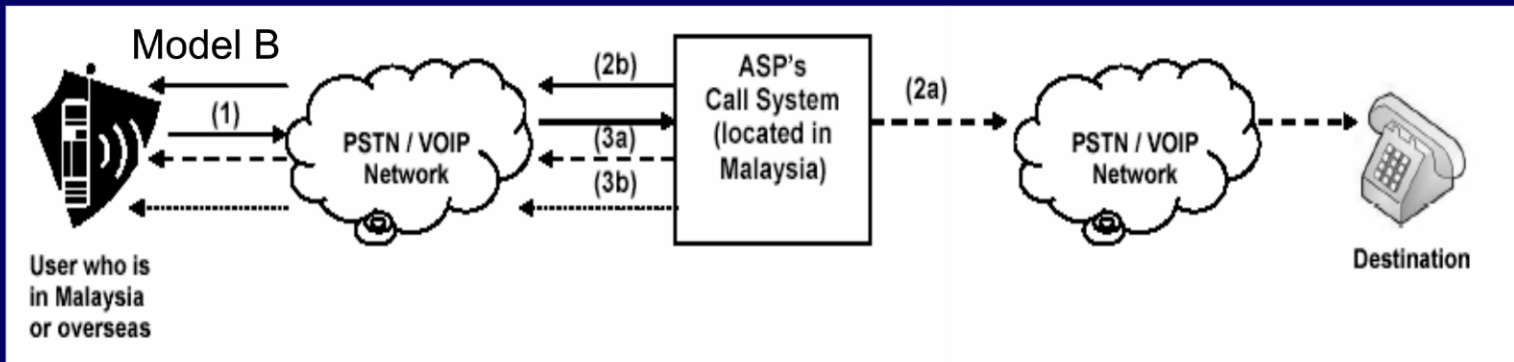 Model B
(1)
(2b)
(3a)
(3b)
PSTN / VOIP
Network
ASP's
Call System
(located in
Malaysia)
(2a)
PSTN / VOIP
Network
User who is
in Malaysia
or overseas
Destination